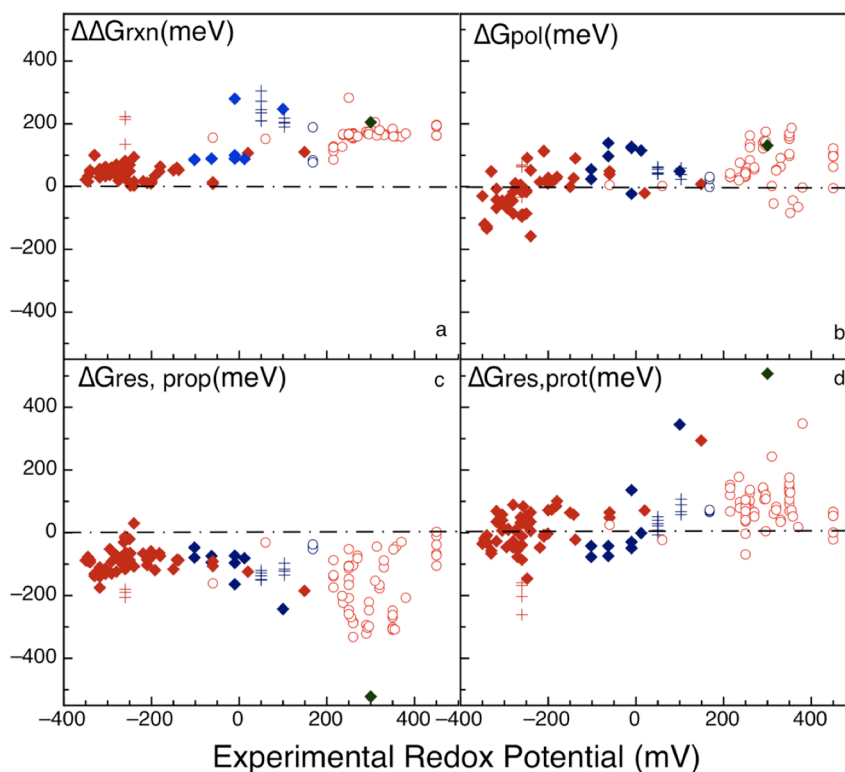 ΔΔGrxn(meV)
ΔGpol(meV)
400
200
0
−200
−400
a
b
ΔGres, prop(meV)
c
ΔGres,prot(meV)
d
400
200
0
−200
−400
−400 −200 0 200 400 −400 −200 0 200 400
Experimental Redox Potential (mV)